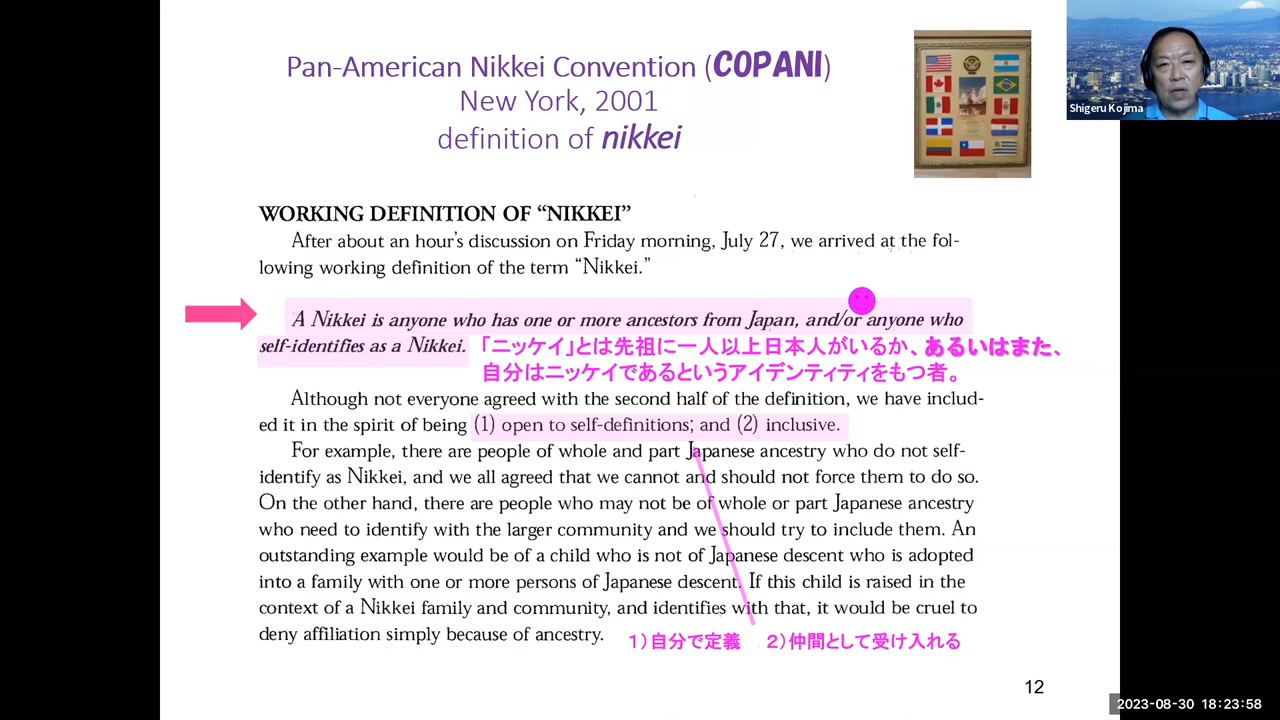 Pan-American Nikkei Convention (COPANI)
New York, 2001
definition of nikkei
Shigeru Kojima
WORKING DEFINITION OF “NIKKEI”
After about an hour’s discussion on Friday morning, July 27, we arrived at the fol-
lowing working definition of the term “Nikkei.”
A Nikkei is anyone who has one or more ancestors from Japan, and/or anyone who
self-identifies as a Nikkei.
「ニッケイ」とは先祖に一人以上日本人がいるか、あるいはまた、
自分はニッケイであるというアイデンティティをもつ者。
Although not everyone agreed with the second half of the definition, we have includ-
ed it in the spirit of being (1) open to self-definitions; and (2) inclusive.
For example, there are people of whole and part Japanese ancestry who do not self-
identify as Nikkei, and we all agreed that we cannot and should not force them to do so.
On the other hand, there are people who may not be of whole or part Japanese ancestry
who need to identify with the larger community and we should try to include them. An
outstanding example would be of a child who is not of Japanese descent who is adopted
into a family with one or more persons of Japanese descent. If this child is raised in the
context of a Nikkei family and community, and identifies with that, it would be cruel to
deny affiliation simply because of ancestry.
1）自分で定義 2）仲間として受け入れる
12
2023-08-30 18:23:58